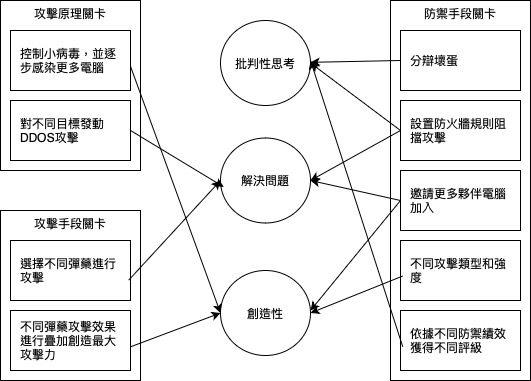 攻擊原理關卡
控制小病毒，並逐
步感染更多電腦
對不同目標發動
DDOS攻擊
攻擊手段關卡
選擇不同彈藥進行
攻擊
不同彈藥攻擊效果
進行疊加創造最大
攻擊力
批判性思考
解決問題
創造性
防禦手段關卡
分辯壞蛋
設置防火牆規則阻
擋攻擊
邀請更多夥伴電腦
加入
不同攻擊類型和強
度
依據不同防禦績效
獲得不同評級